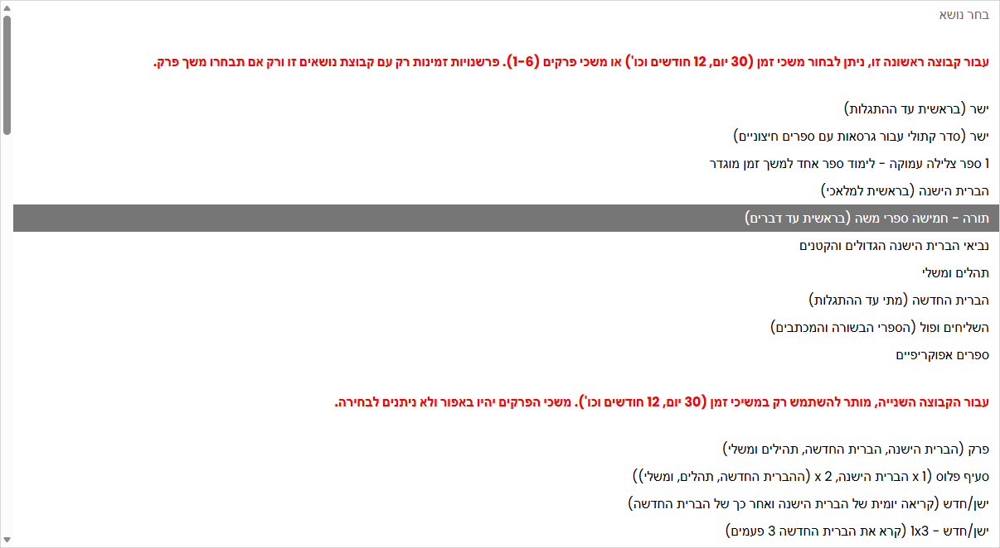 בחר נושא
עבור קבוצה ראשונה זו, ניתן לבחור משכי זמן (30 יום, 12 חודשים וכו') או משכי פרקים (1-6). פרשנויות זמינות רק עם קבוצת נושאים זו ורק אם תבחרו משך פרק.
ישר (בראשית עד ההתגלות)
ישר (סדר קתולי עבור גרסאות עם ספרים חיצוניים)
1 ספר צלילה עמוקה - לימוד ספר אחד למשך זמן מוגדר
הברית הישנה (בראשית למלאכי)
תורה - חמישה ספרי משה (בראשית עד דברים)
נביאי הברית הישנה הגדולים והקטנים
תהלים ומשלי
הברית החדשה (מתי עד ההתגלות)
השליחים ופול (הספרי הבשורה והמכתבים)
ספרים אפוקריפיים
עבור הקבוצה השנייה, מותר להשתמש רק במשיכי זמן (30 יום, 12 חודשים וכו'). משכי הפרקים יהיו באפור ולא ניתנים לבחירה.
פרק (הברית הישנה, הברית החדשה, תהילים ומשלי)
סעיף פלוס (1 x הברית הישנה, 2 x (ההברית החדשה, תהלים, ומשלי))
ישן/חדש (קריאה יומית של הברית הישנה ואחר כך של הברית החדשה)
ישן/חדש - 1x3 (קרא את הברית החדשה 3 פעמים)